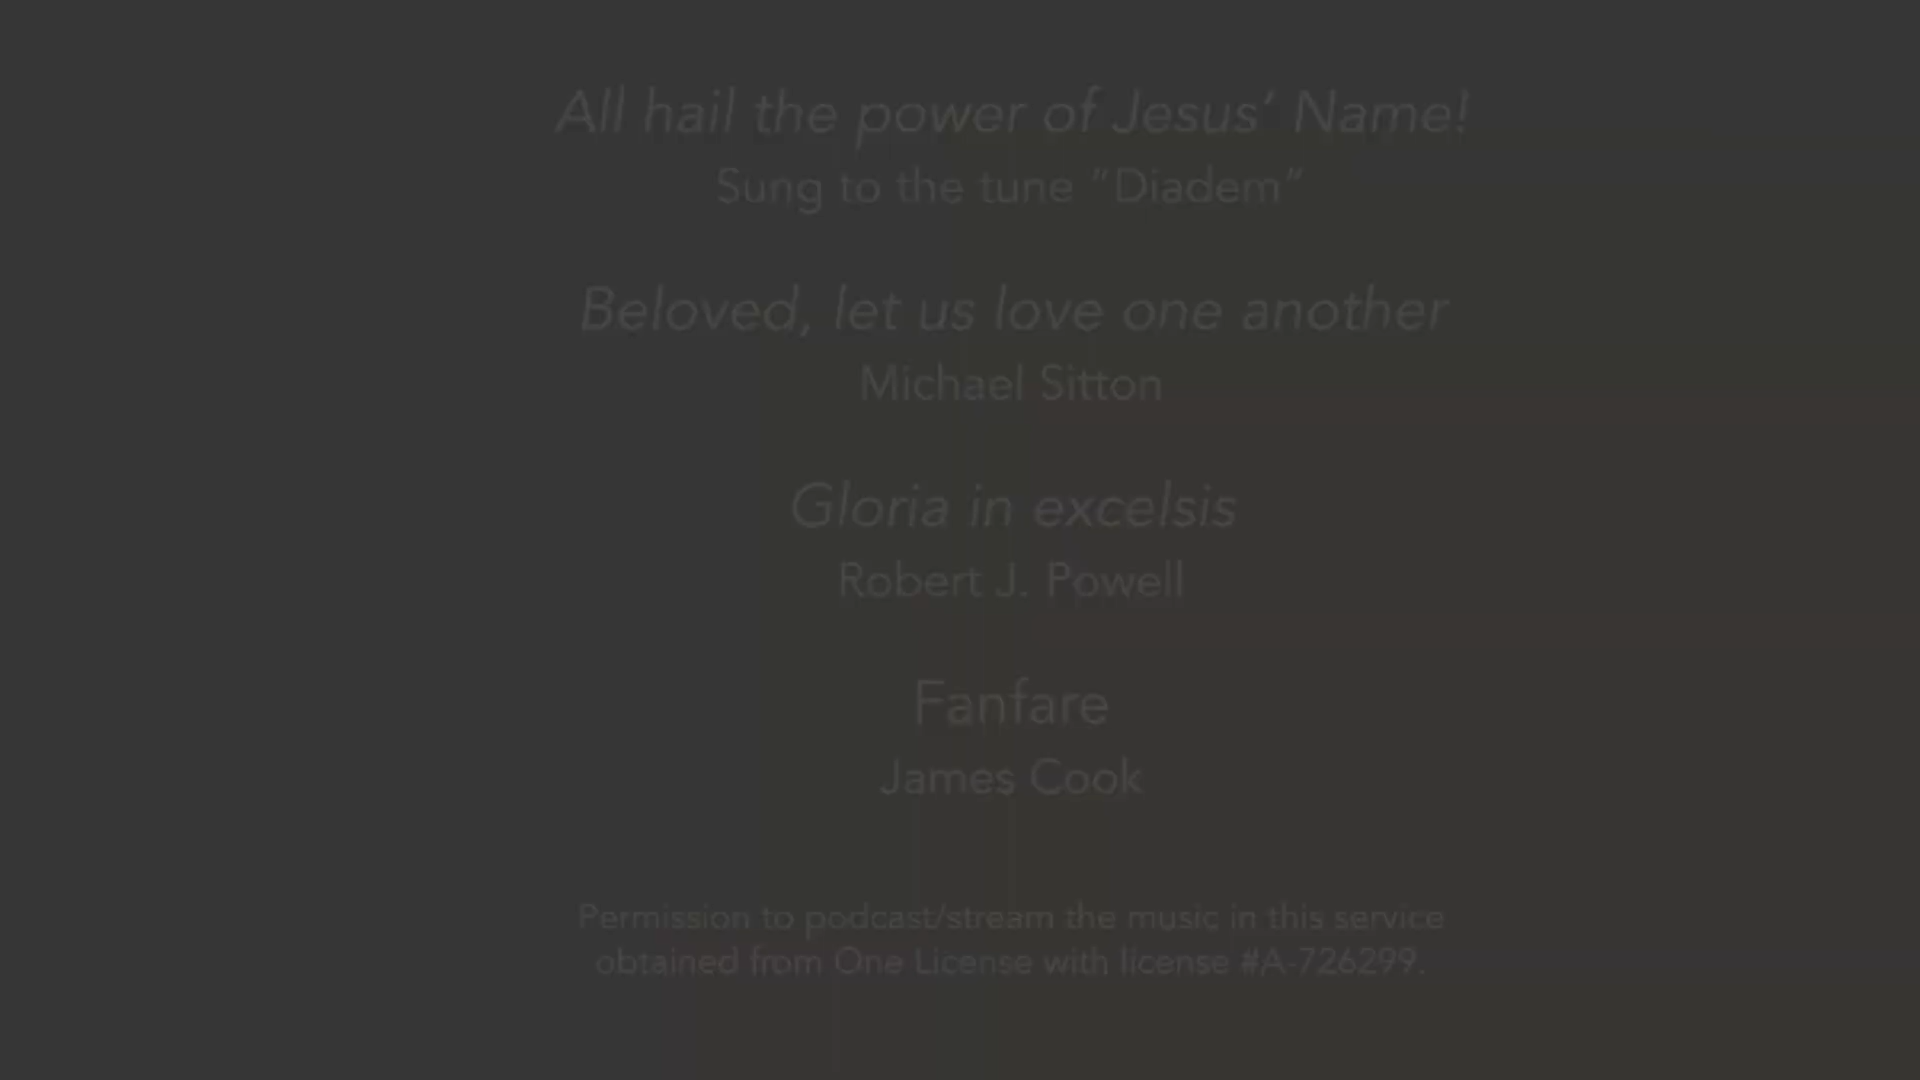 All hail the power of Jesus’ Name!
Sung to the tune “Diadem”
Beloved, let us love one another
Michael Sitton
Gloria in excelsis
Robert J. Powell
Fanfare
James Cook
Permission to podcast/stream the music in this service
obtained from One License with license #A-726299.